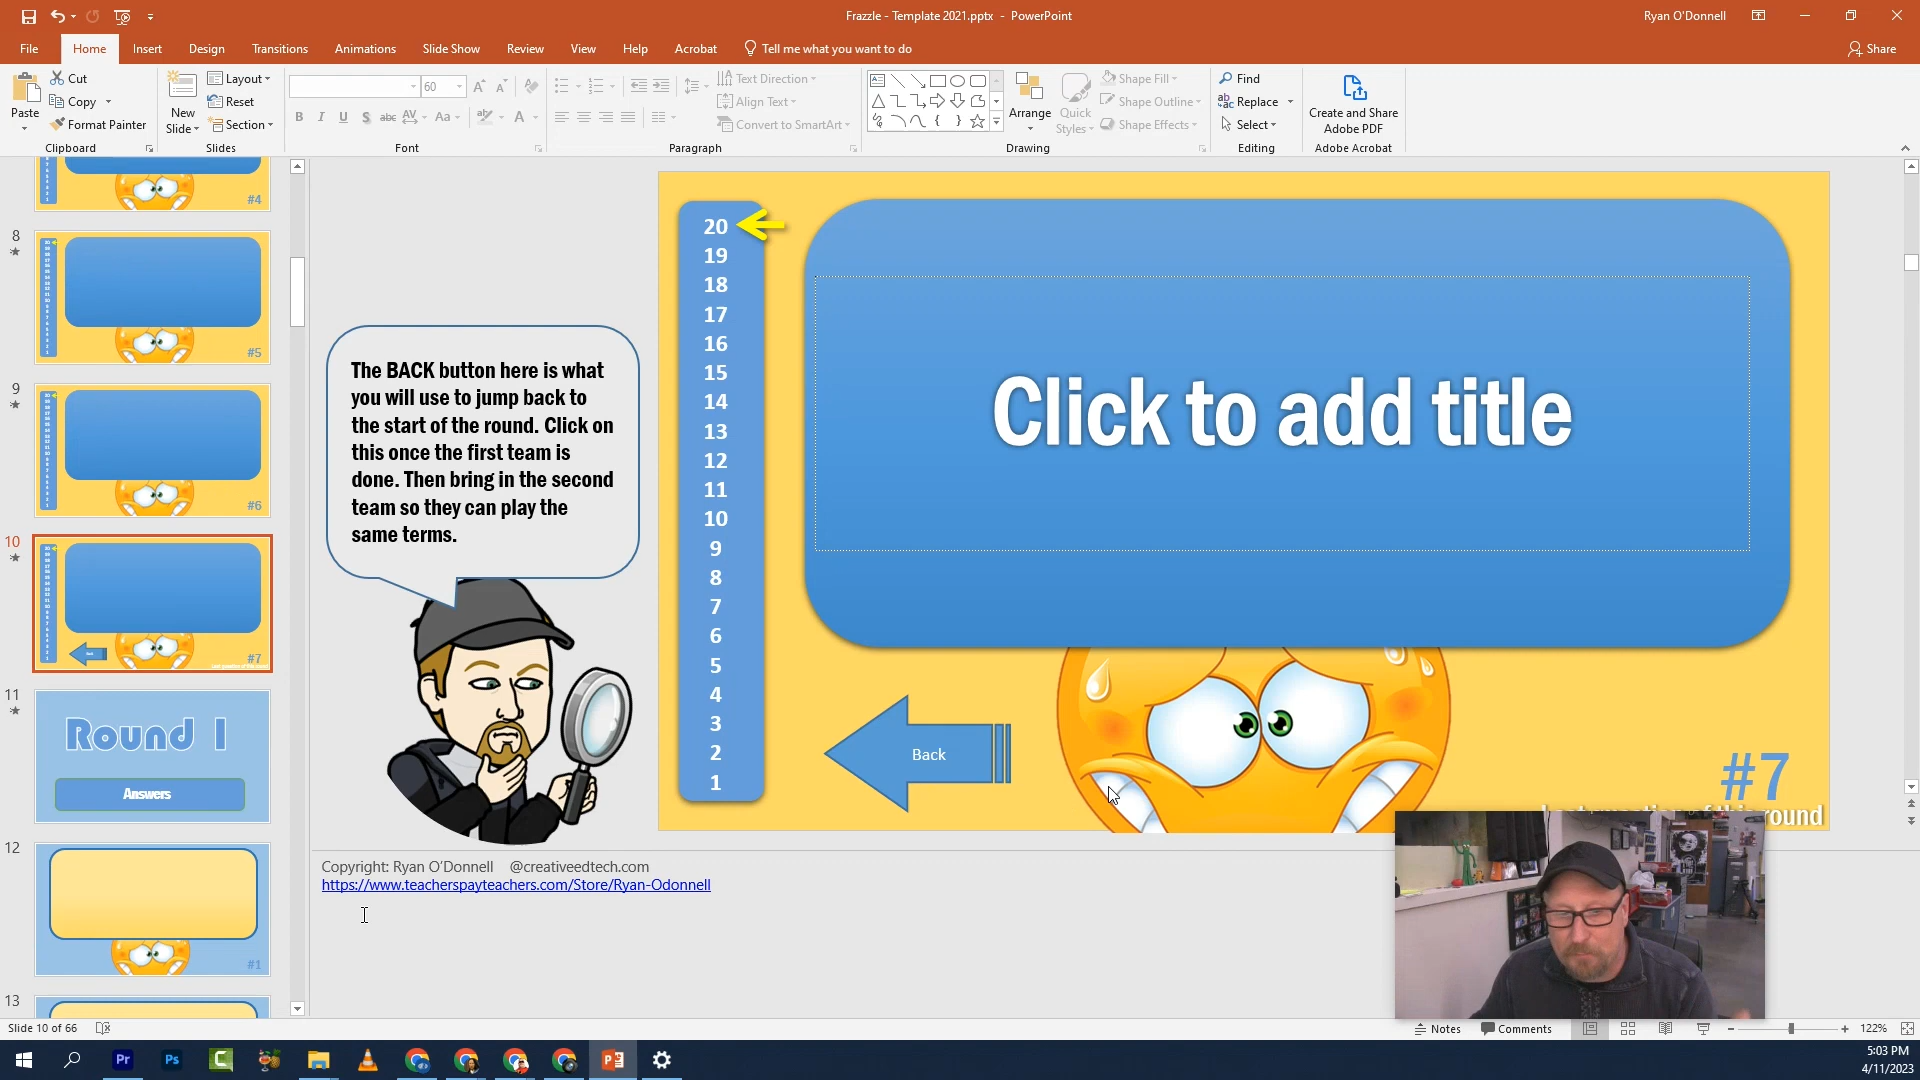 Frazzle - Template 2021.pptx - PowerPoint
Ryan O'Donnell
File Home Insert Design Transitions Animations Slide Show Review View Help Acrobat Tell me what you want to do
Share
Paste
Cut
Copy
Format Painter
Clipboard
New Slide
Layout
Reset
Section
Slides
60
B I U S abc AV Aa A
Font
Text Direction
Align Text
Convert to SmartArt
Paragraph
Arrange
Quick Styles
Shape Fill
Shape Outline
Shape Effects
Drawing
Find
Replace
Select
Editing
Create and Share Adobe PDF
Adobe Acrobat
#4
8
#5
9
#6
10
#7
11
Round 1
Answers
12
#1
13
The BACK button here is what
you will use to jump back to
the start of the round. Click on
this once the first team is
done. Then bring in the second
team so they can play the
same terms.
20
19
18
17
16
15
14
13
12
11
10
9
8
7
6
5
4
3
2
1
Click to add title
Back
#7
Copyright: Ryan O'Donnell @creativeedtech.com
https://www.teacherspayteachers.com/Store/Ryan-Odonnell
Slide 10 of 66
Notes
Comments
122%
Pr
Ps
5:03 PM
4/11/2023